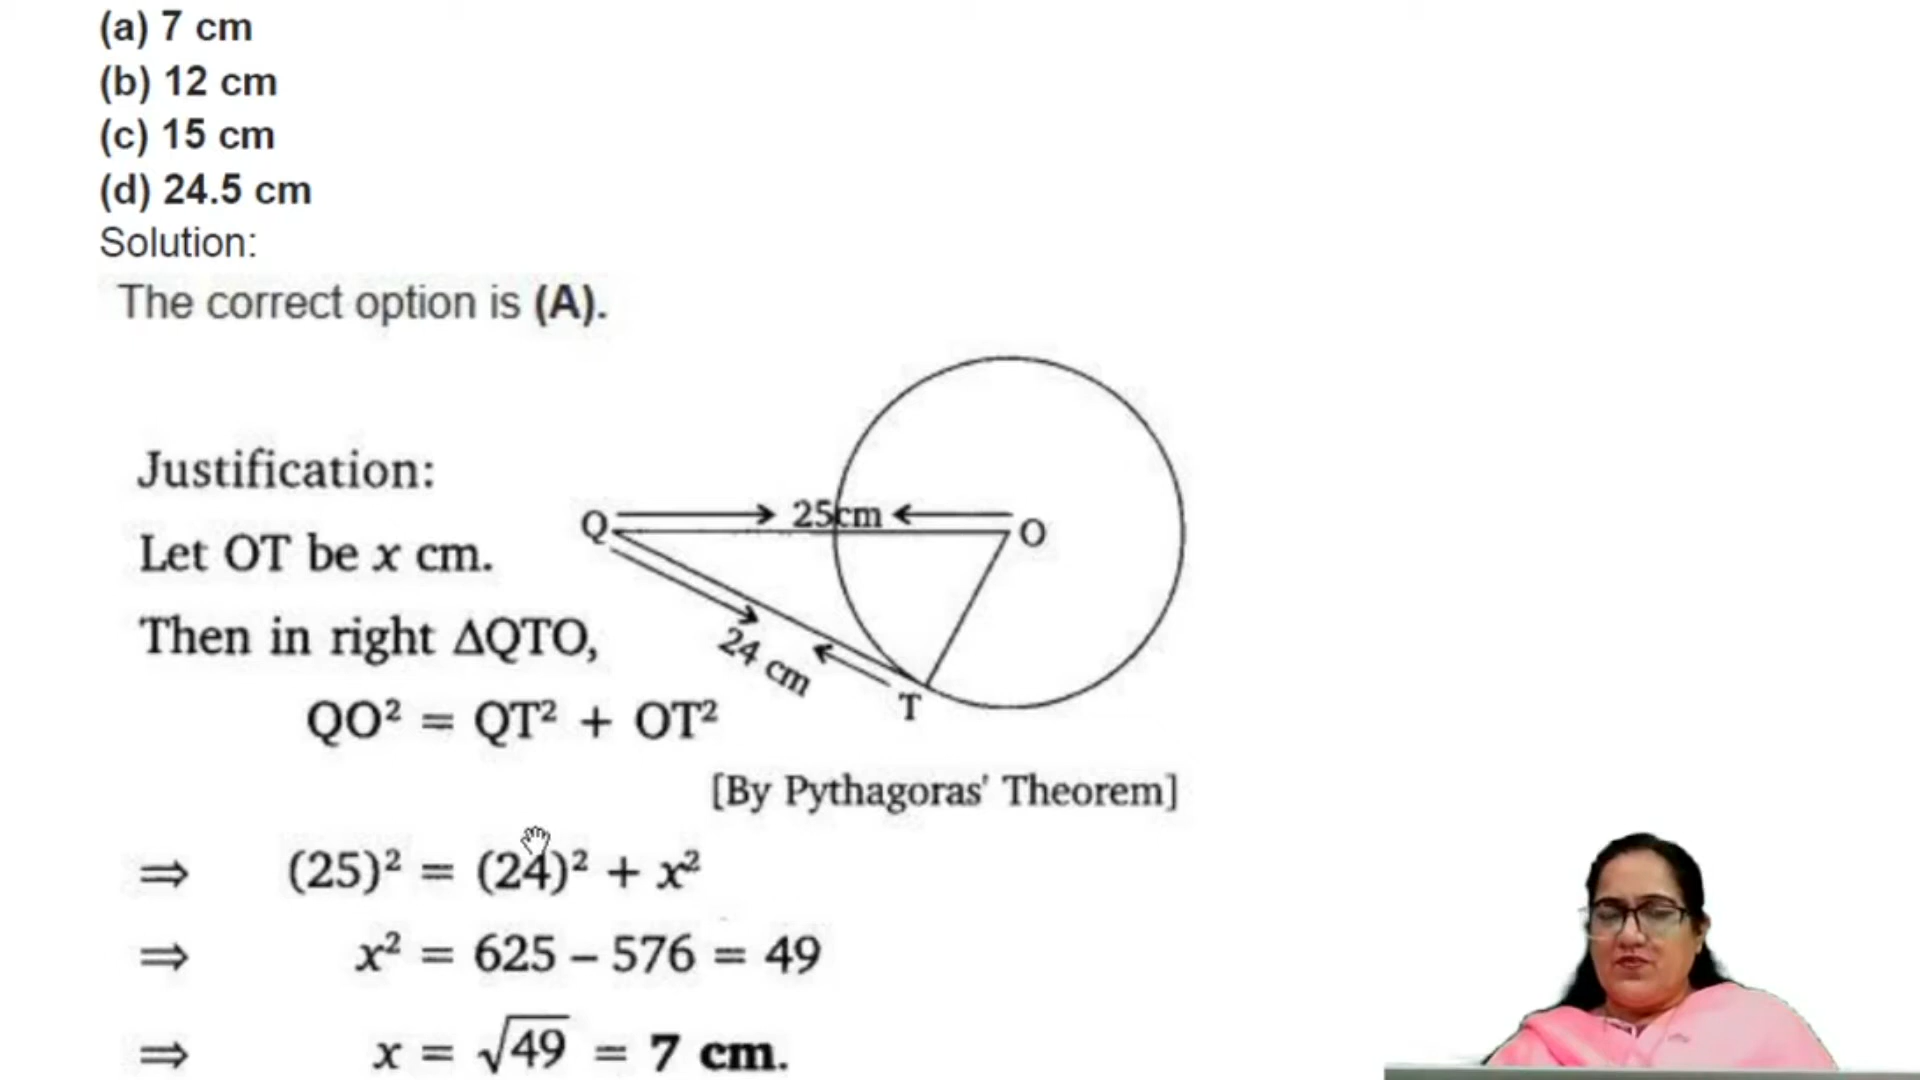 (a) 7 cm
(b) 12 cm
(c) 15 cm
(d) 24.5 cm
Solution:
The correct option is (A).
Justification:
Let OT be x cm.
Then in right ΔQTO,
QO² = QT² + OT²
[By Pythagoras' Theorem]
⇒ (25)² = (24)² + x²
⇒ x² = 625 – 576 = 49
⇒ x = √49 = 7 cm.
Q
25cm
O
24 cm
T